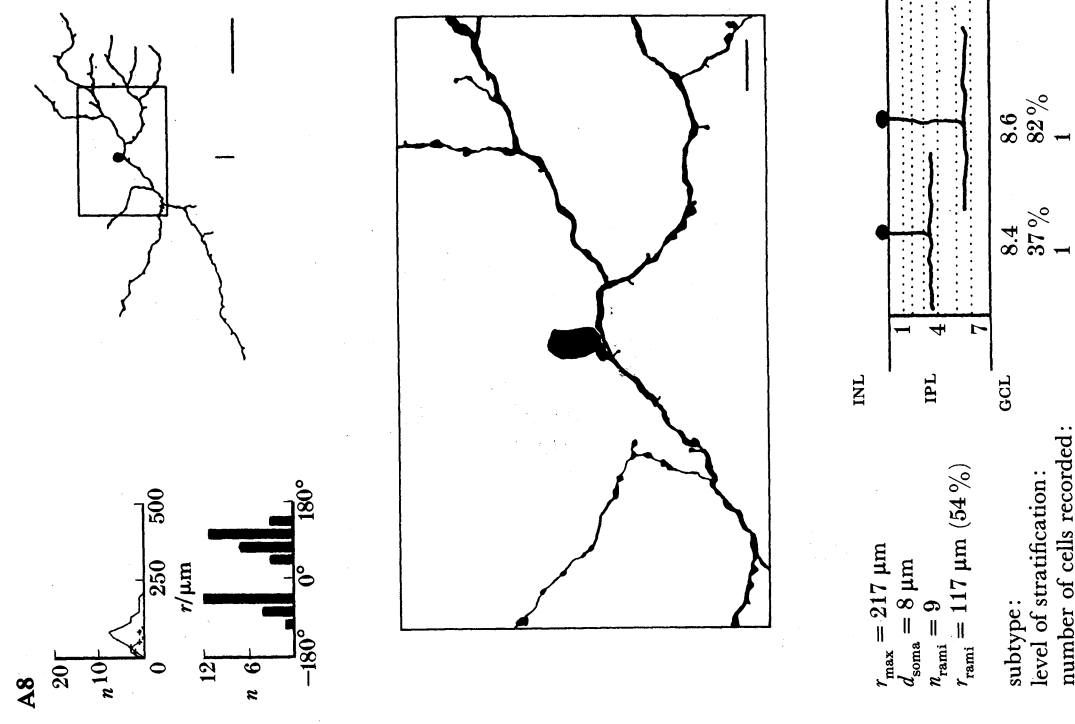 A8
20
10
n
0
250
500
r/μm
12
6
n
−180°
0°
180°
r_max = 217 μm
d_soma = 8 μm
n_rami = 9
r_rami = 117 μm (54 %)
INL
IPL
GCL
1
4
7
subtype: 8.4 8.6
level of stratification: 37% 82%
number of cells recorded: 1 1